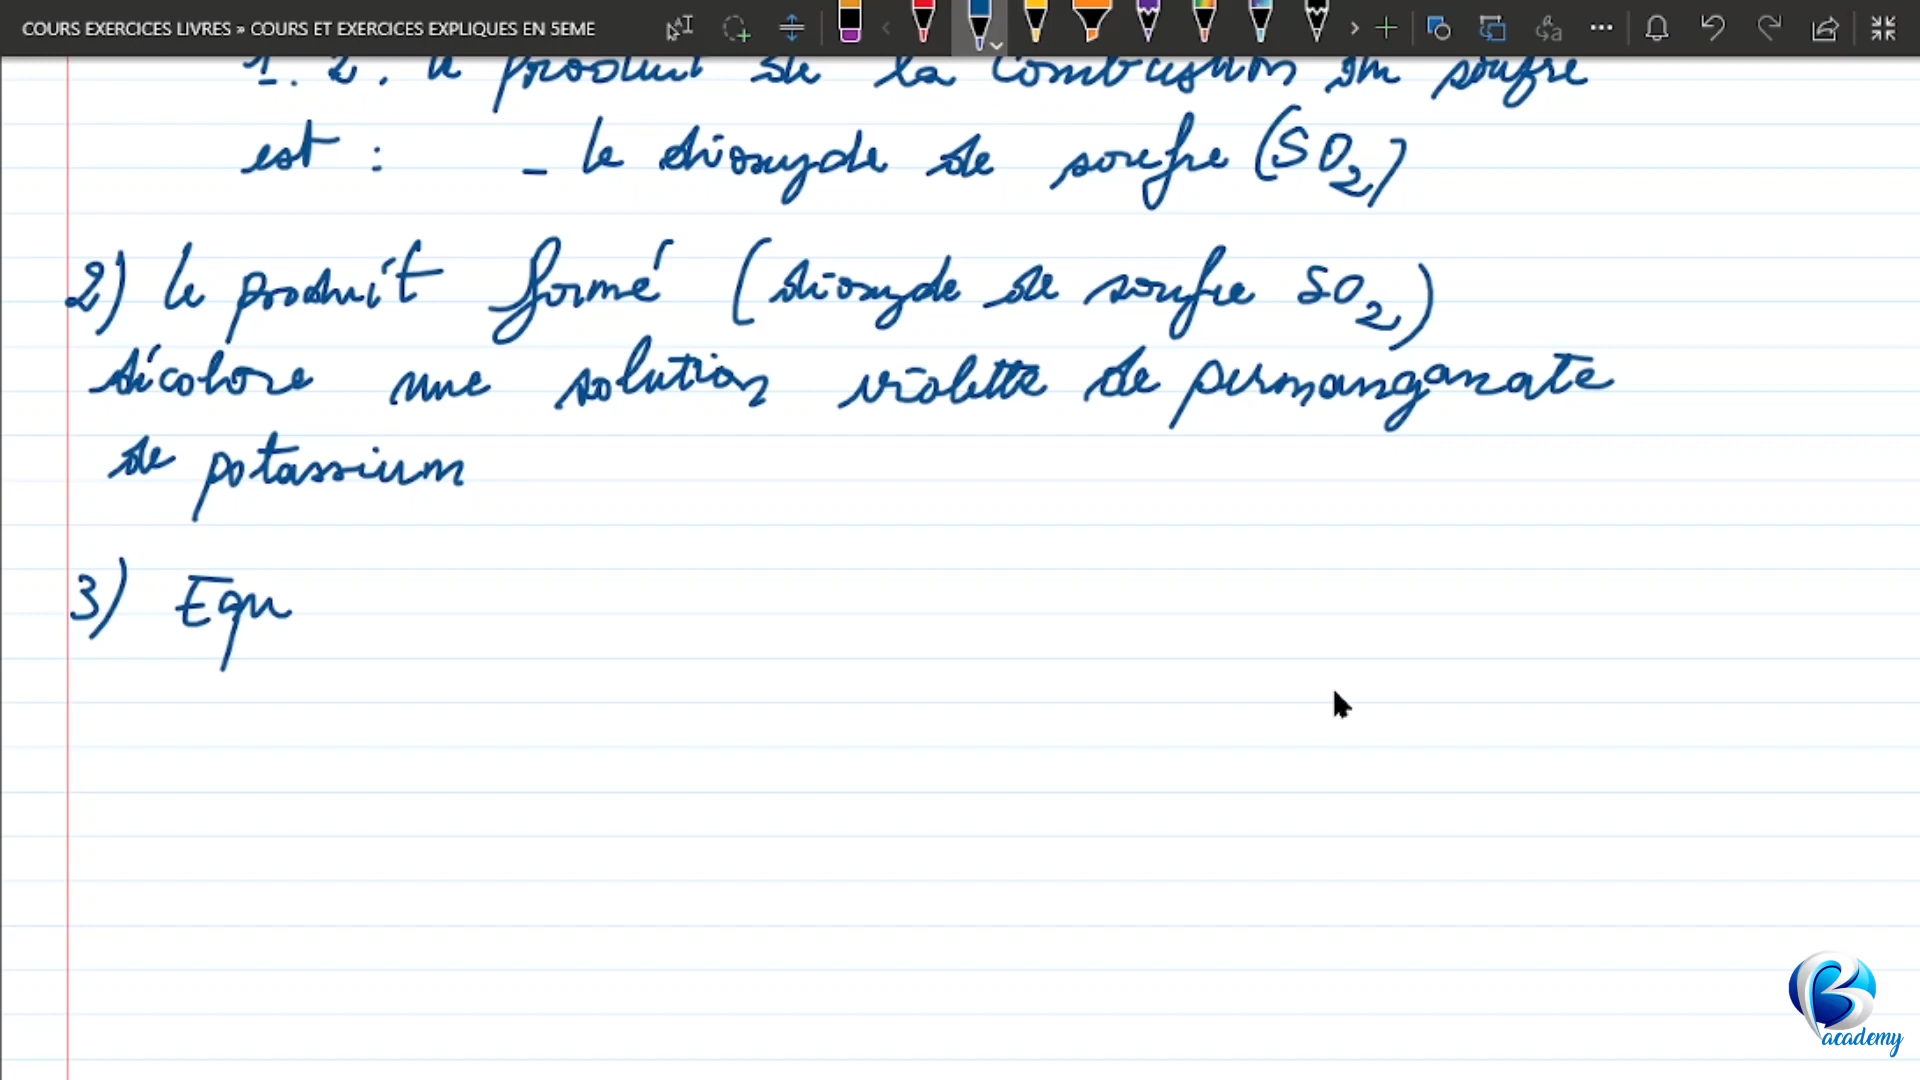 COURS EXERCICES LIVRES » COURS ET EXERCICES EXPLIQUES EN 5EME
1. 2. le produit de la combustion du soufre
est : - le dioxyde de soufre (SO₂)
2) le produit formé (dioxyde de soufre SO₂)
décolore une solution violette de permanganate
de potassium
3) Equ
B academy